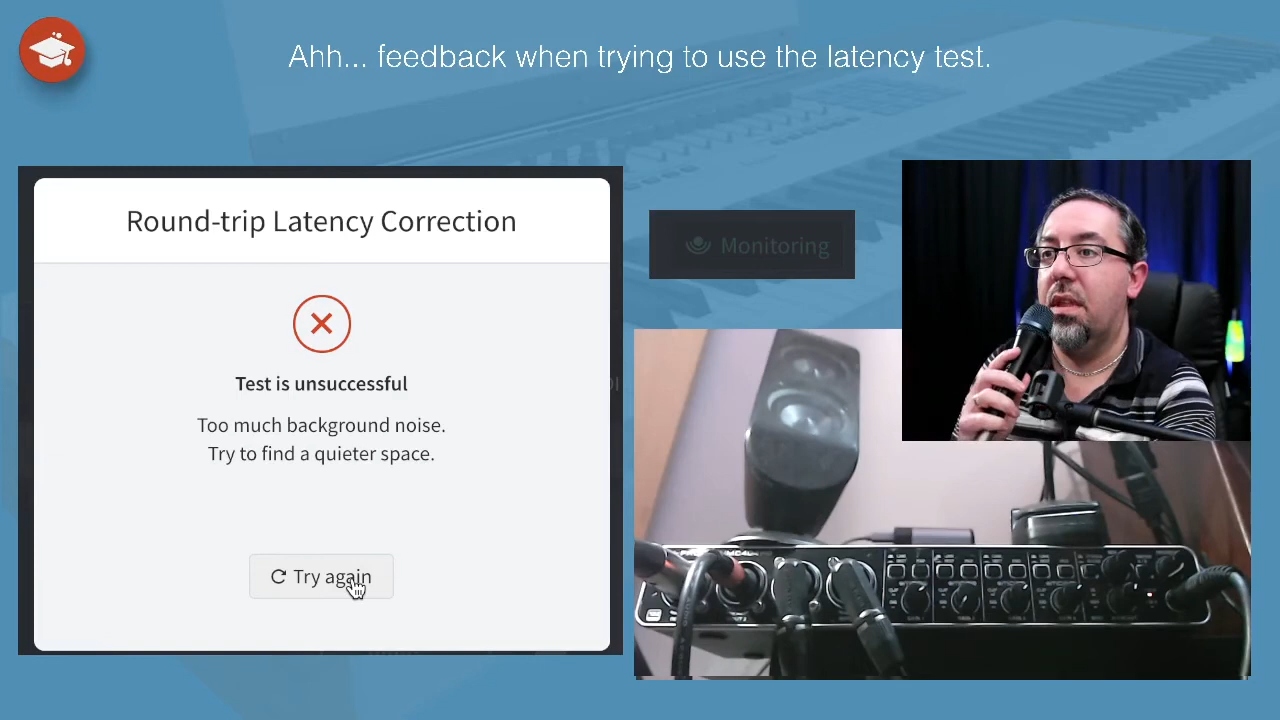 Ahh... feedback when trying to use the latency test.
Round-trip Latency Correction
Test is unsuccessful
Too much background noise.
Try to find a quieter space.
Try again
Monitoring